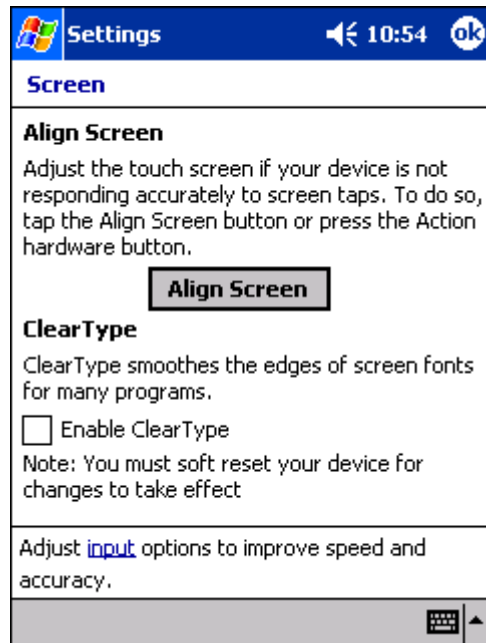 Settings 10:54 ok
Screen
Align Screen
Adjust the touch screen if your device is not
responding accurately to screen taps. To do so,
tap the Align Screen button or press the Action
hardware button.
Align Screen
ClearType
ClearType smoothes the edges of screen fonts
for many programs.
Enable ClearType
Note: You must soft reset your device for
changes to take effect
Adjust input options to improve speed and
accuracy.